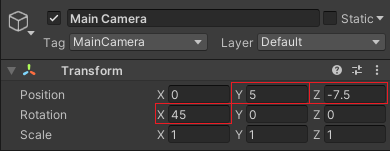 Main Camera Static
Tag MainCamera Layer Default
Transform
Position X 0 Y 5 Z -7.5
Rotation X 45 Y 0 Z 0
Scale X 1 Y 1 Z 1